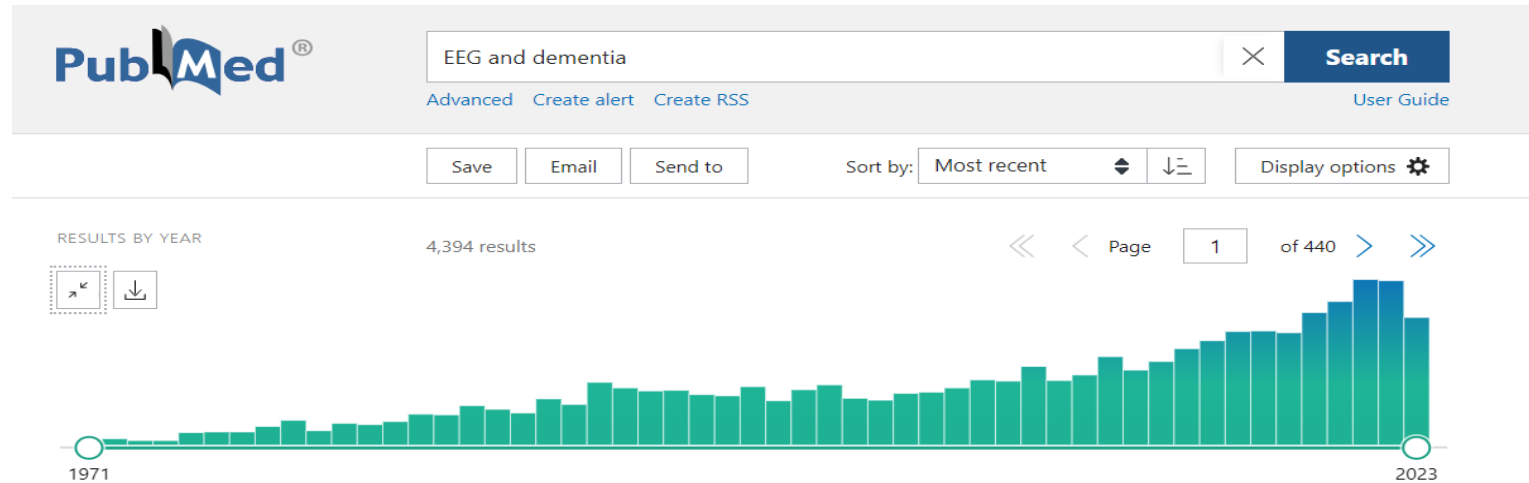 PubMed®
EEG and dementia
Search
Advanced Create alert Create RSS
User Guide
Save Email Send to
Sort by: Most recent
Display options
RESULTS BY YEAR
4,394 results
Page 1 of 440
1971
2023